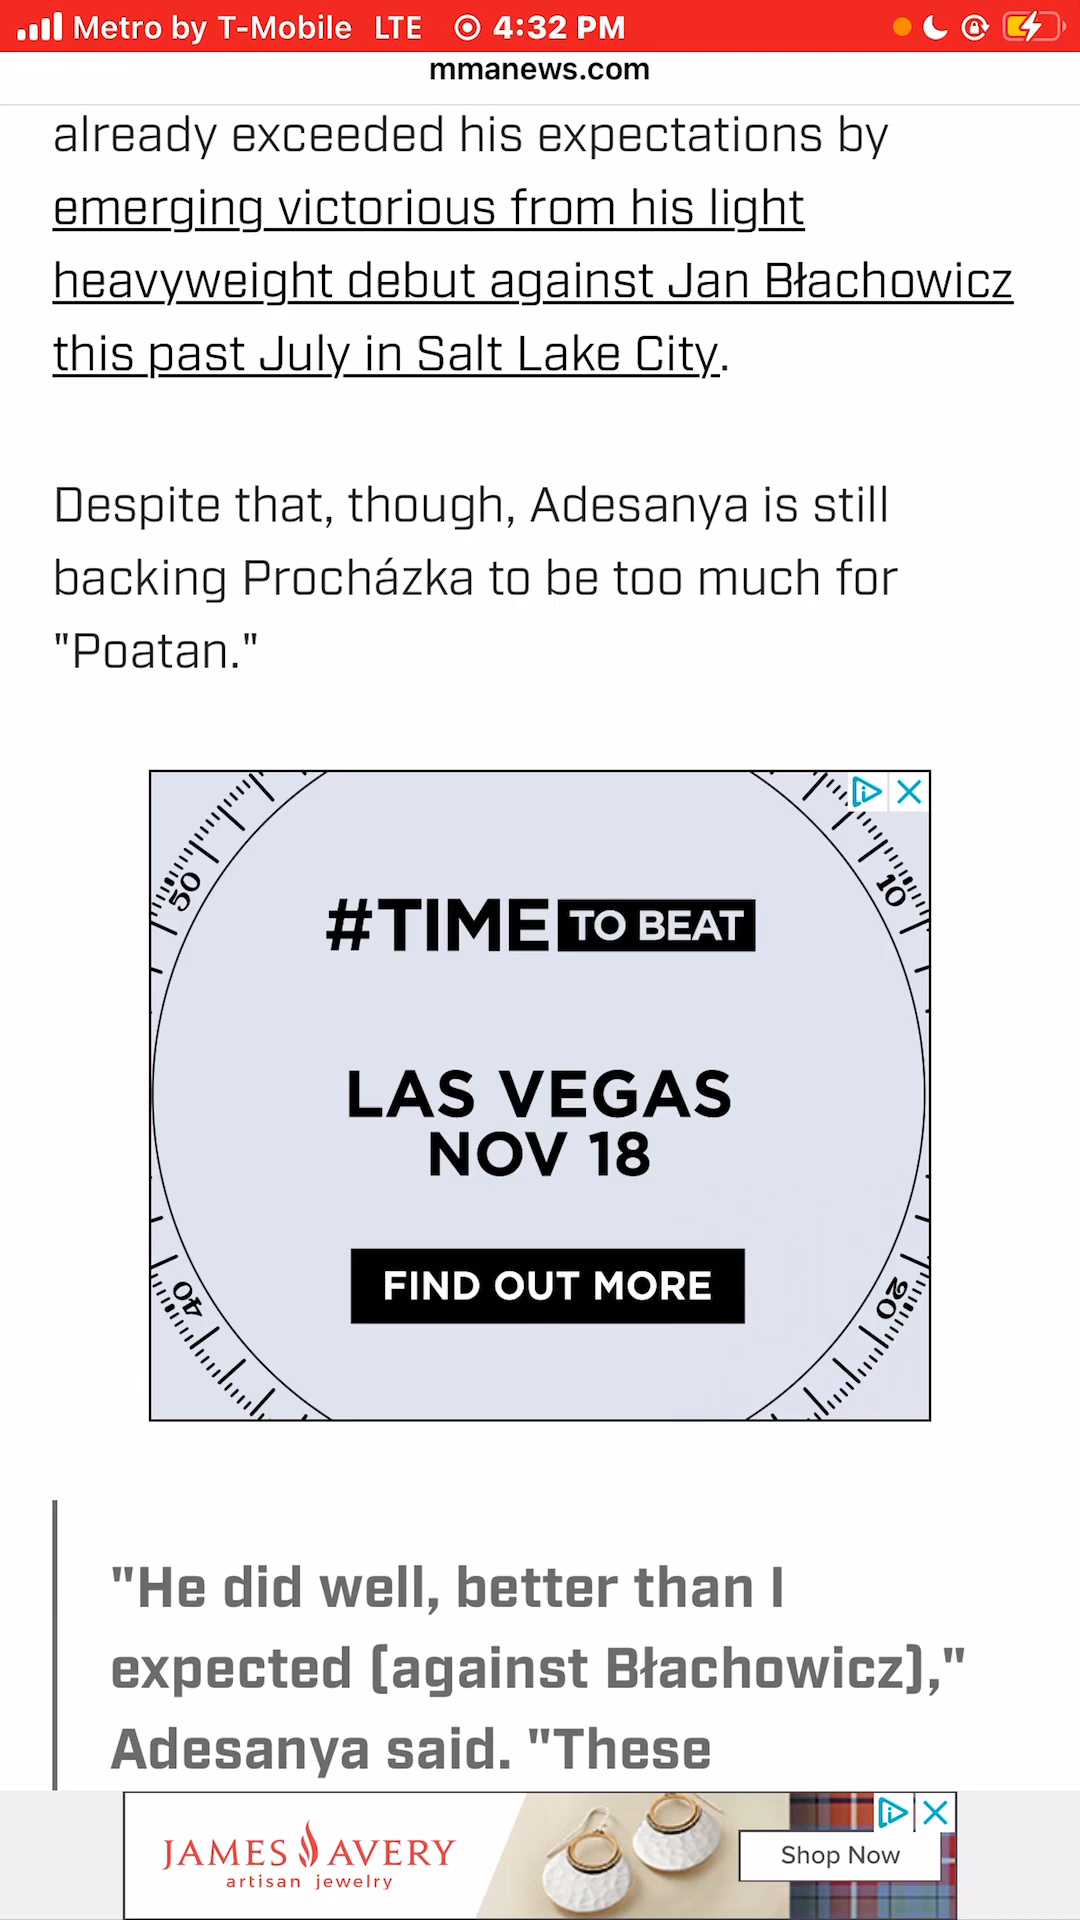 Metro by T-Mobile LTE 4:32 PM
mmanews.com
already exceeded his expectations by
emerging victorious from his light
heavyweight debut against Jan Błachowicz
this past July in Salt Lake City.
Despite that, though, Adesanya is still
backing Procházka to be too much for
"Poatan."
50
10
#TIME TO BEAT
LAS VEGAS
NOV 18
FIND OUT MORE
40
20
"He did well, better than I
expected (against Błachowicz),"
Adesanya said. "These
JAMES AVERY
artisan jewelry
Shop Now